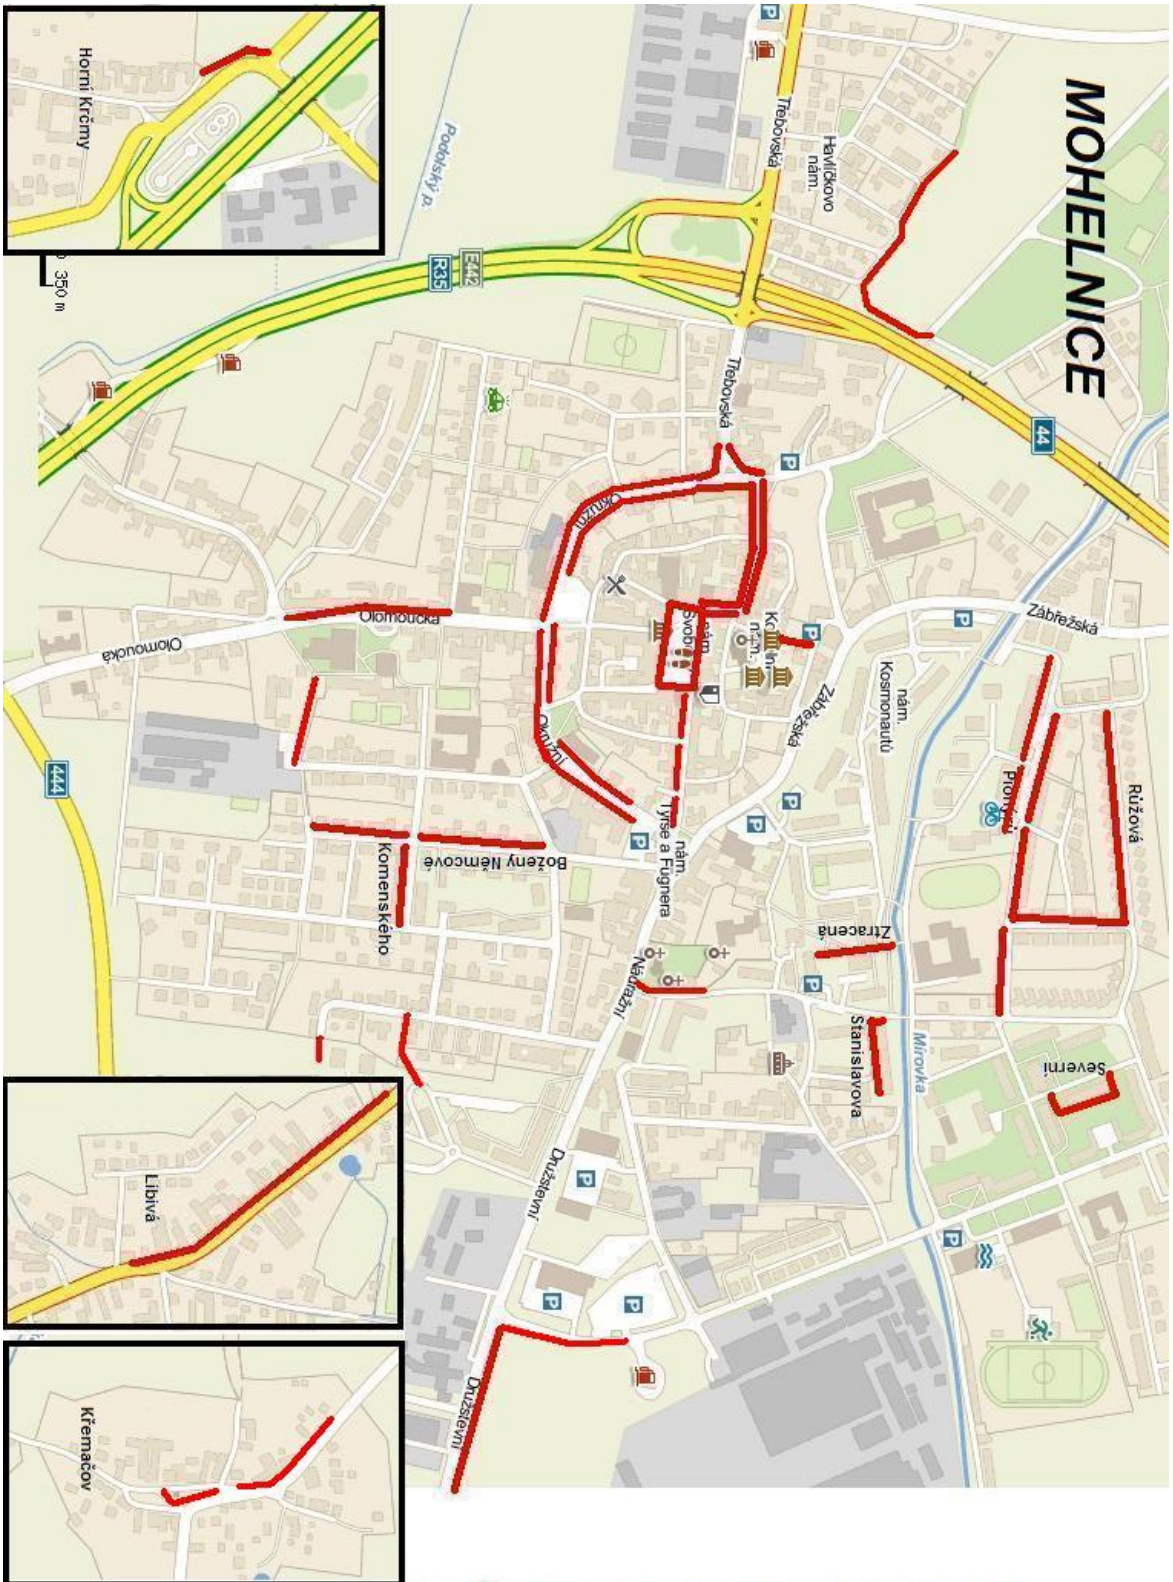 MOHELNICE
Horní Krčmy
350 m
Podolský p.
R35
E442
44
444
Třebovská
Havlíčkovo
nám.
Třebovská
Okružní
Olomoucká
Olomoucká
Okružní
nám.
Zábřežská
Zábřežská
nám.
Kosmonautů
Růžová
nám.
Tyrše a Fügnera
Boženy Němcové
Komenského
Ztracená
Nádražní
Stanislavova
Mírovka
Severní
Družstevní
Družstevní
Libivá
Křemačov
P
P
P
P
P
P
P
P
P
P
P
P